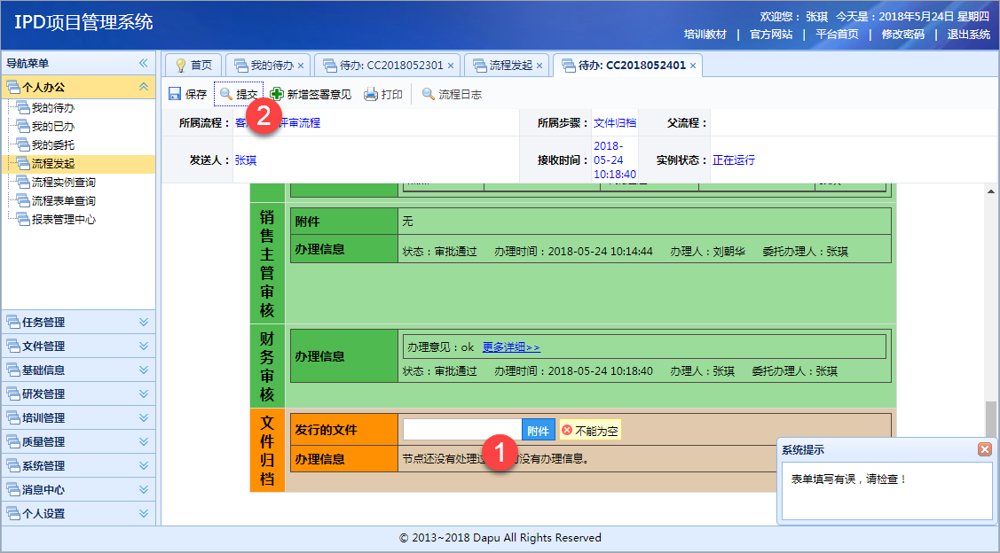 IPD项目管理系统
欢迎您： 张琪 今天是：2018年5月24日 星期四
培训教材 | 官方网站 | 平台首页 | 修改密码 | 退出系统
导航菜单
个人办公
我的待办
我的已办
我的委托
流程发起
流程实例查询
流程表单查询
报表管理中心
任务管理
文件管理
基础信息
研发管理
培训管理
质量管理
系统管理
消息中心
个人设置
首页 我的待办 × 待办: CC2018052301 × 流程发起 × 待办: CC2018052401 ×
保存 提交 新增签署意见 打印 流程日志
2
所属流程： 评审流程 所属步骤： 文件归档 父流程：
发送人： 张琪 接收时间： 2018-05-24 10:18:40 实例状态： 正在运行
销售主管审核
附件 无
办理信息 状态：审批通过 办理时间：2018-05-24 10:14:44 办理人：刘朝华 委托办理人：张琪
财务审核
办理信息 办理意见：ok 更多详细>>
状态：审批通过 办理时间：2018-05-24 10:18:40 办理人：张琪 委托办理人：张琪
文件归档
发行的文件 附件 不能为空
1
办理信息 节点还没有处理 没有办理信息。
系统提示
表单填写有误，请检查！
© 2013~2018 Dapu All Rights Reserved